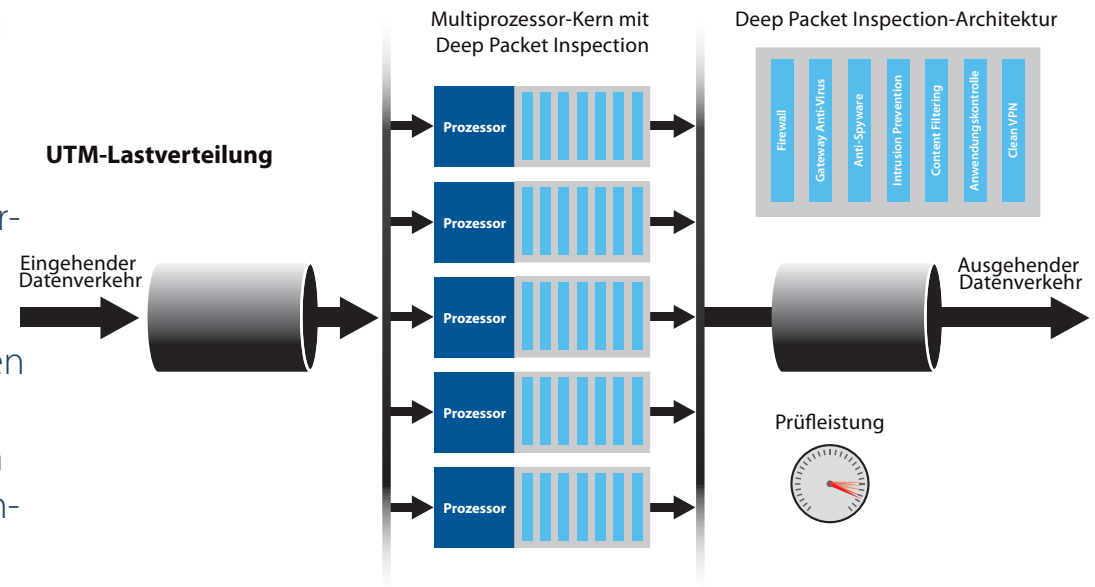 Multiprozessor-Kern mit
Deep Packet Inspection
Deep Packet Inspection-Architektur
Firewall
Gateway Anti-Virus
Anti-Spyware
Intrusion Prevention
Content Filtering
Anwendungskontrolle
Clean VPN
UTM-Lastverteilung
r-
en
n-
Eingehender
Datenverkehr
Prozessor
Prozessor
Prozessor
Prozessor
Prozessor
Ausgehender
Datenverkehr
Prüfleistung